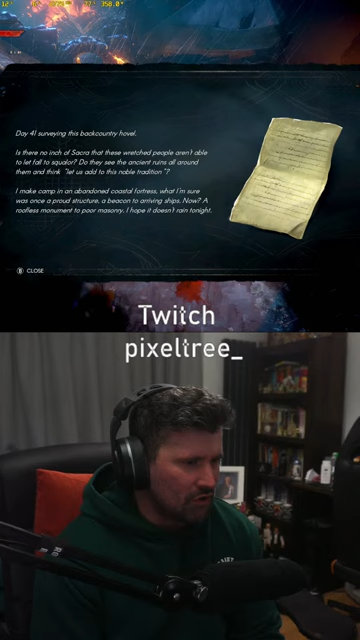 Day 41 surveying this backcountry hovel.
Is there no inch of Sacra that these wretched people aren't able
to let fall to squalor? Do they see the ancient ruins all around
them and think "let us add to this noble tradition"?
I make camp in an abandoned coastal fortress, what I'm sure
was once a proud structure, a beacon to arriving ships. Now? A
roofless monument to poor masonry. I hope it doesn't rain tonight.
B CLOSE
Twitch
pixeltree_